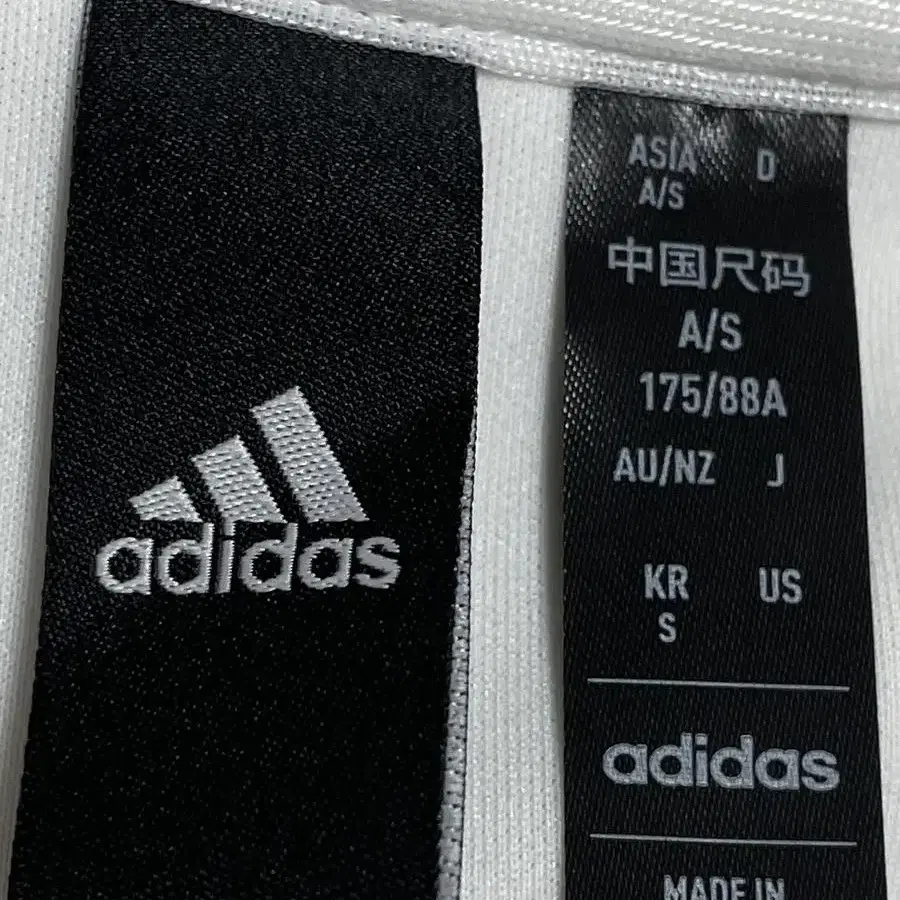 adidas
ASIA D
A/S
中国尺码
A/S
175/88A
AU/NZ J
KR US
S
adidas
MADE IN